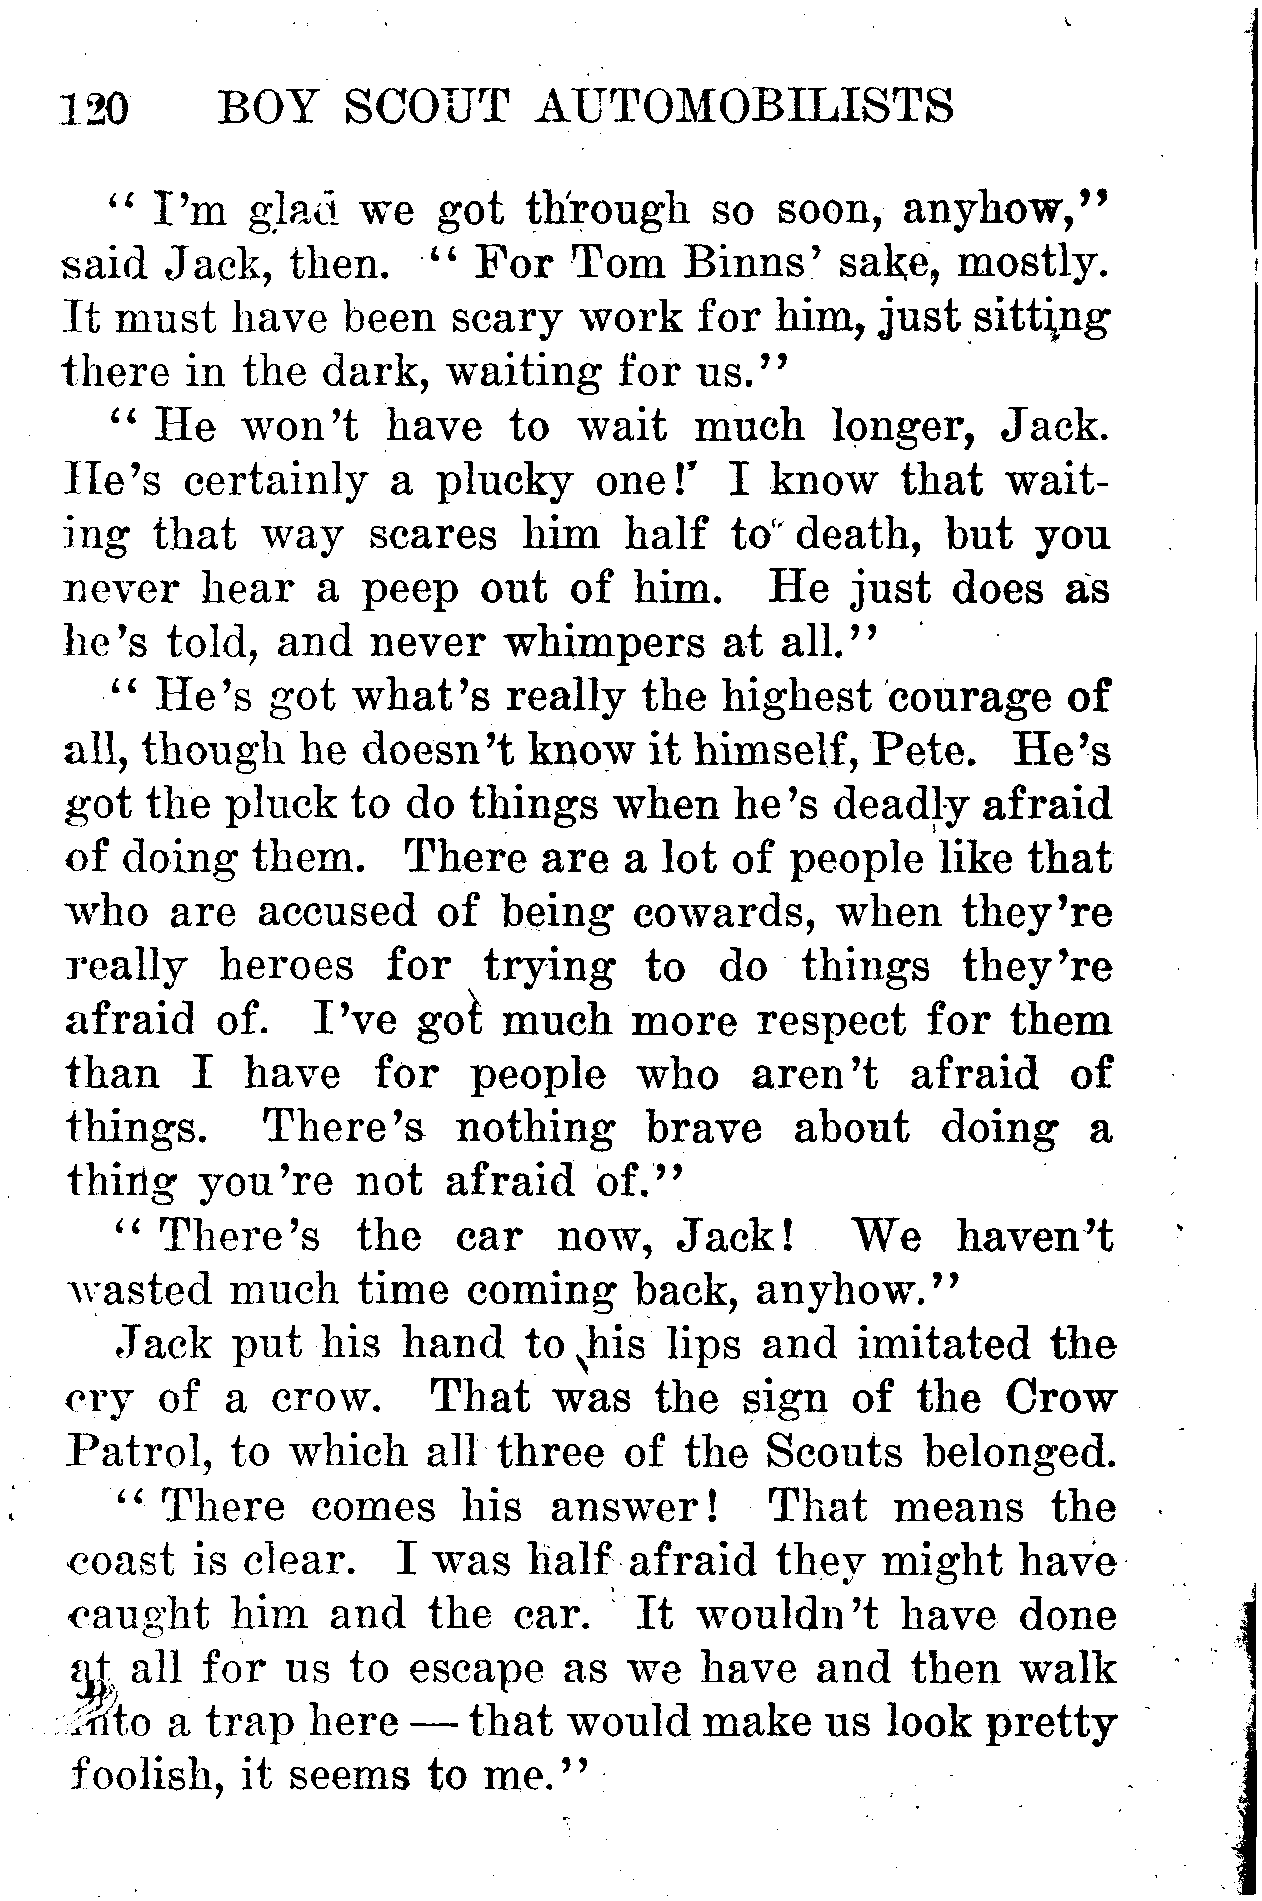 120 BOY SCOUT AUTOMOBILISTS
“ I’m glad we got through so soon, anyhow,”
said Jack, then. “ For Tom Binns’ sake, mostly.
It must have been scary work for him, just sitting
there in the dark, waiting for us.”
“ He won’t have to wait much longer, Jack.
He’s certainly a plucky one! I know that wait-
ing that way scares him half to death, but you
never hear a peep out of him. He just does as
he’s told, and never whimpers at all.”
“ He’s got what’s really the highest courage of
all, though he doesn’t know it himself, Pete. He’s
got the pluck to do things when he’s deadly afraid
of doing them. There are a lot of people like that
who are accused of being cowards, when they’re
really heroes for trying to do things they’re
afraid of. I’ve got much more respect for them
than I have for people who aren’t afraid of
things. There’s nothing brave about doing a
thing you’re not afraid of.”
“ There’s the car now, Jack! We haven’t
wasted much time coming back, anyhow.”
Jack put his hand to his lips and imitated the
cry of a crow. That was the sign of the Crow
Patrol, to which all three of the Scouts belonged.
“ There comes his answer! That means the
coast is clear. I was half afraid they might have
caught him and the car. It wouldn’t have done
at all for us to escape as we have and then walk
into a trap here — that would make us look pretty
foolish, it seems to me.”